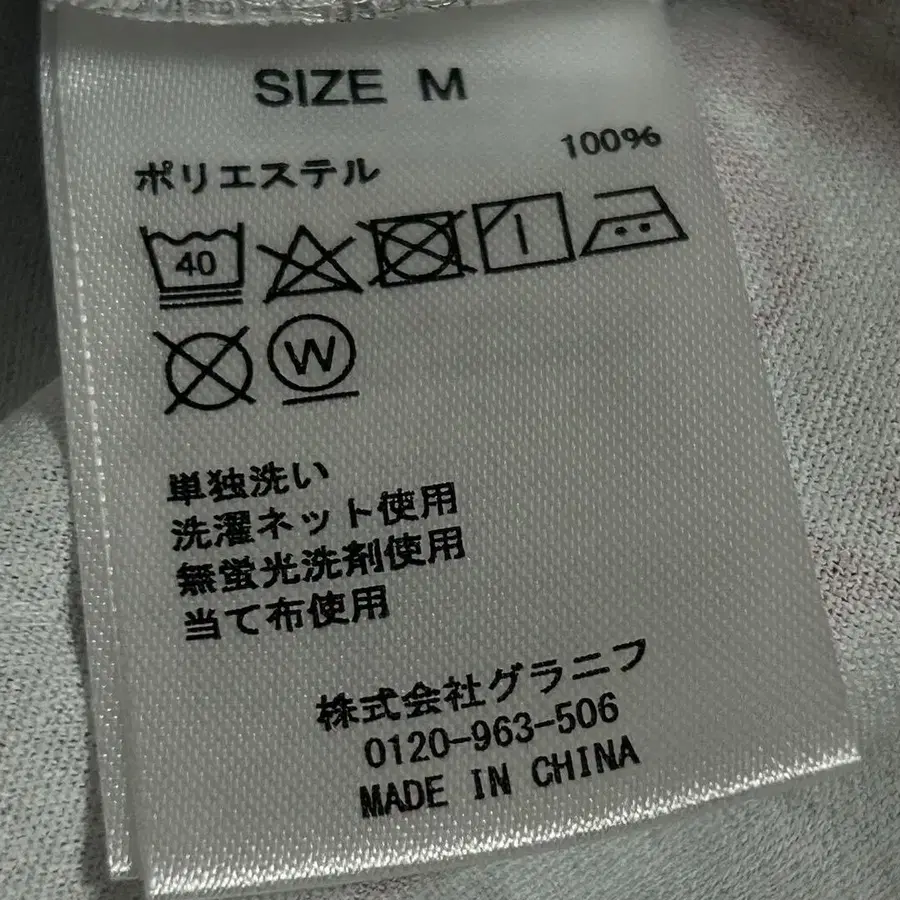 SIZE M
ポリエステル 100%
40
W
単独洗い
洗濯ネット使用
無蛍光洗剤使用
当て布使用
株式会社グラニフ
0120-963-506
MADE IN CHINA